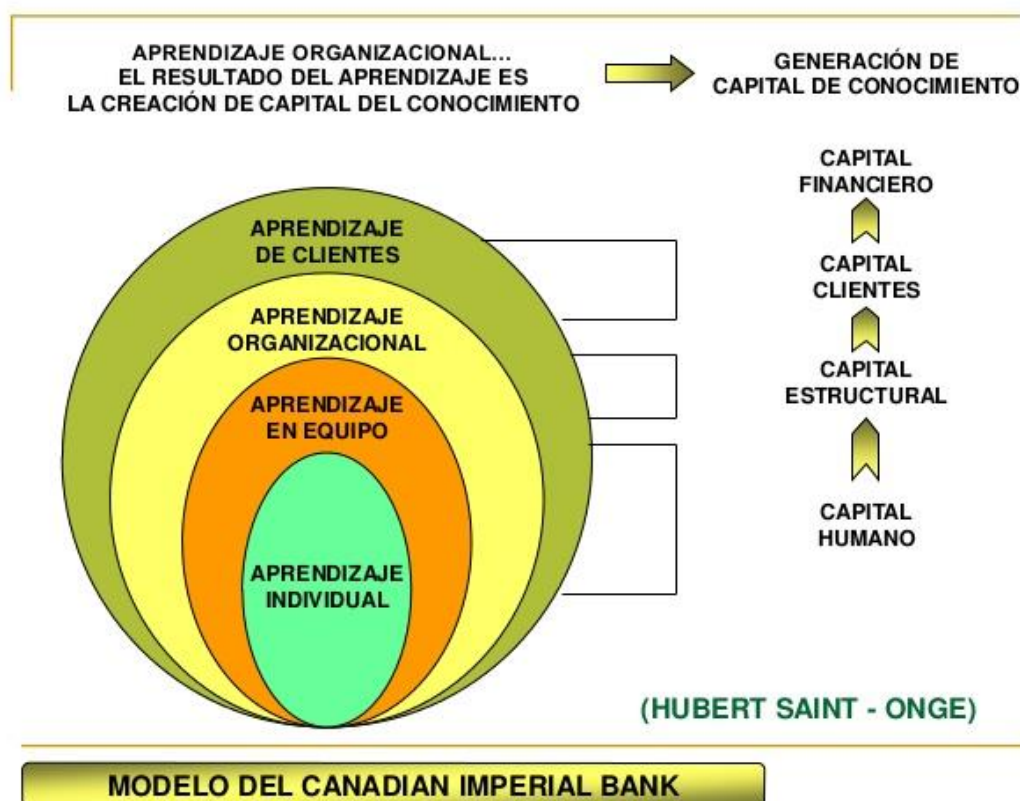 APRENDIZAJE ORGANIZACIONAL...
EL RESULTADO DEL APRENDIZAJE ES
LA CREACIÓN DE CAPITAL DEL CONOCIMIENTO
GENERACIÓN DE
CAPITAL DE CONOCIMIENTO
APRENDIZAJE
DE CLIENTES
APRENDIZAJE
ORGANIZACIONAL
APRENDIZAJE
EN EQUIPO
APRENDIZAJE
INDIVIDUAL
CAPITAL
FINANCIERO
CAPITAL
CLIENTES
CAPITAL
ESTRUCTURAL
CAPITAL
HUMANO
(HUBERT SAINT - ONGE)
MODELO DEL CANADIAN IMPERIAL BANK